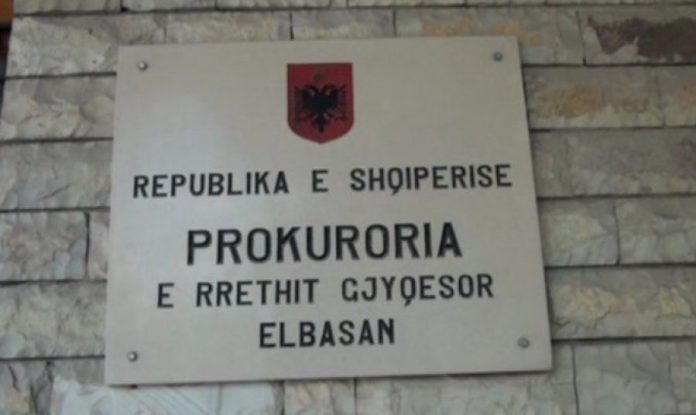 REPUBLIKA E SHQIPERISE
PROKURORIA
E RRETHIT GJYQESOR
ELBASAN